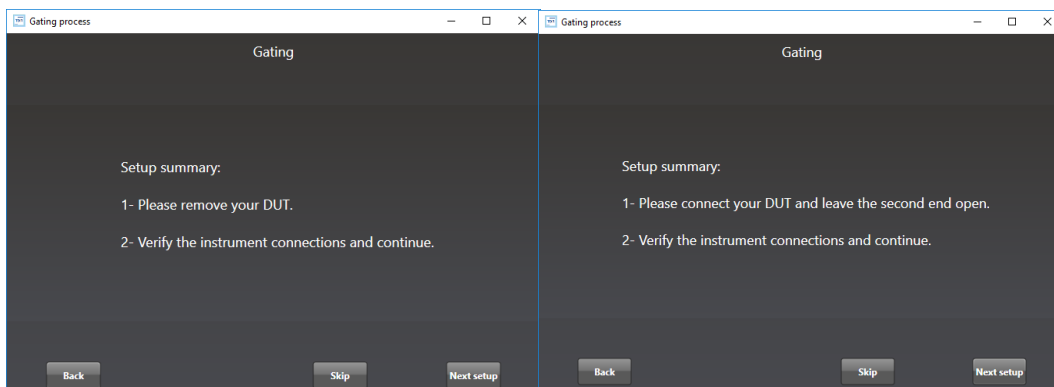 Gating process
Gating
Setup summary:
1- Please remove your DUT.
2- Verify the instrument connections and continue.
Back
Skip
Next setup
Gating process
Gating
Setup summary:
1- Please connect your DUT and leave the second end open.
2- Verify the instrument connections and continue.
Back
Skip
Next setup